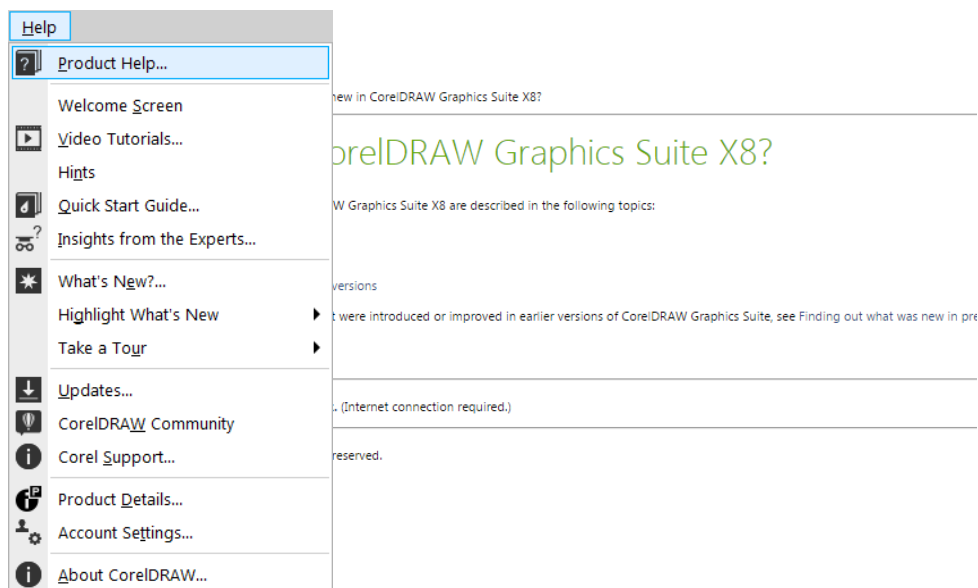 Help
Product Help...
Welcome Screen
Video Tutorials...
Hints
Quick Start Guide...
Insights from the Experts...
What's New?...
Highlight What's New
Take a Tour
Updates...
CorelDRAW Community
Corel Support...
Product Details...
Account Settings...
About CorelDRAW...
new in CorelDRAW Graphics Suite X8?
orelDRAW Graphics Suite X8?
W Graphics Suite X8 are described in the following topics:
versions
t were introduced or improved in earlier versions of CorelDRAW Graphics Suite, see Finding out what was new in pre
. (Internet connection required.)
reserved.